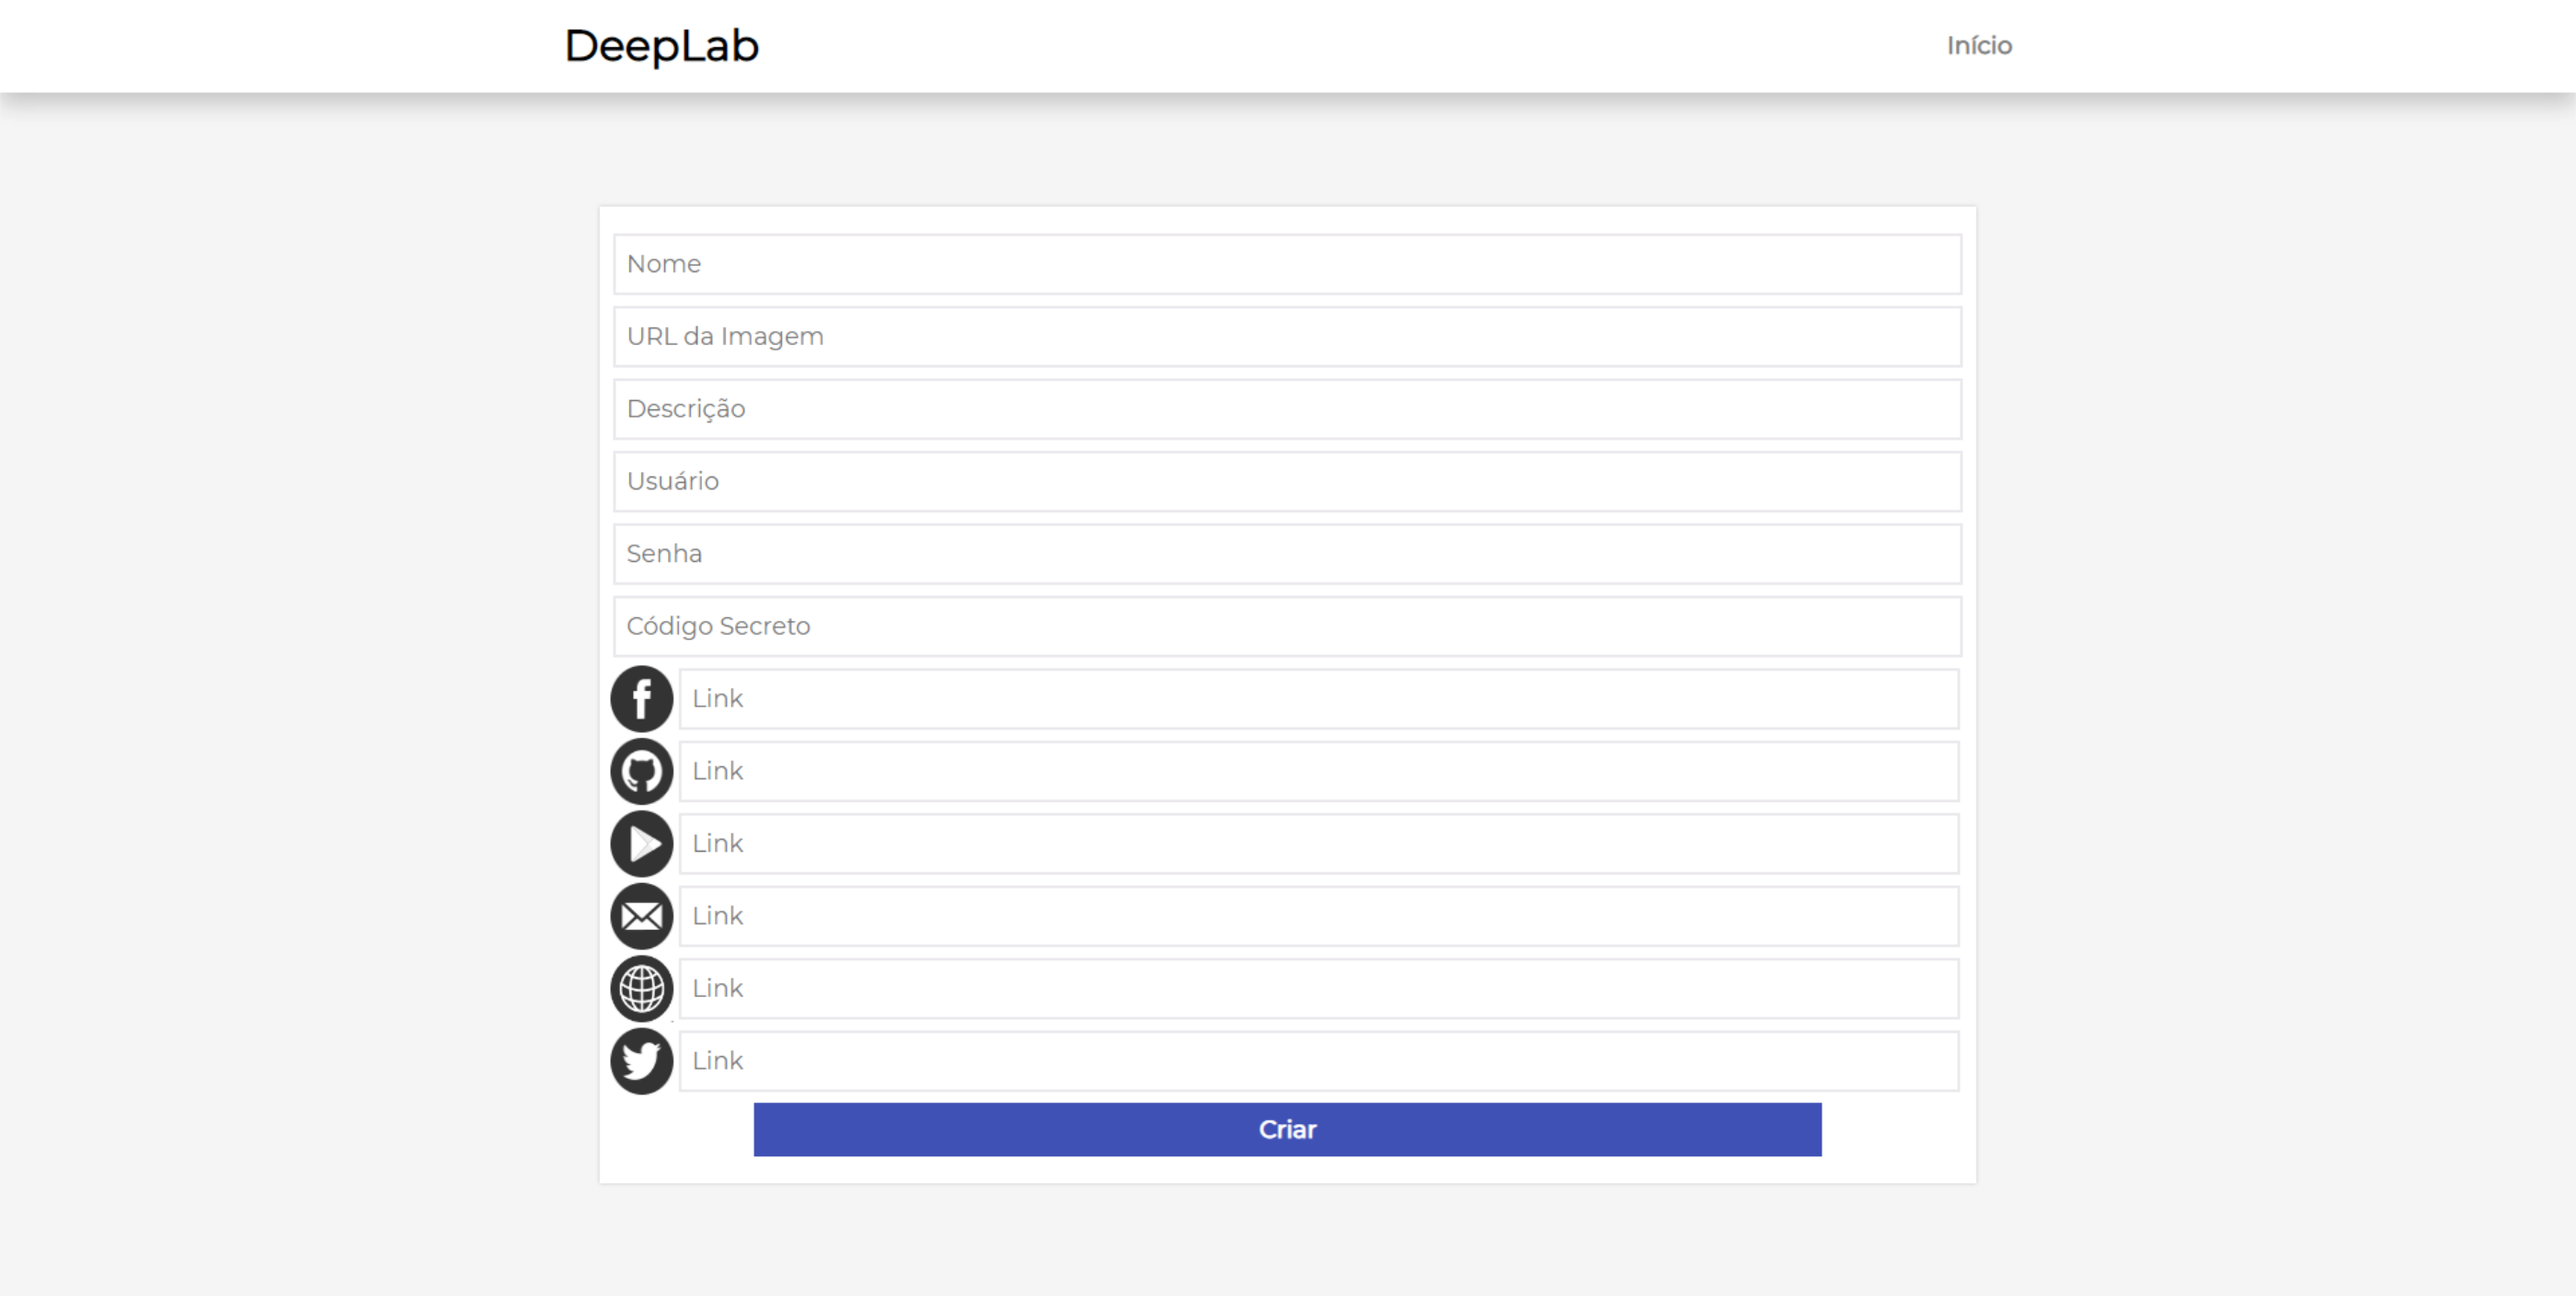 DeepLab
Início
Nome
URL da Imagem
Descrição
Usuário
Senha
Código Secreto
Link
Link
Link
Link
Link
Link
Criar